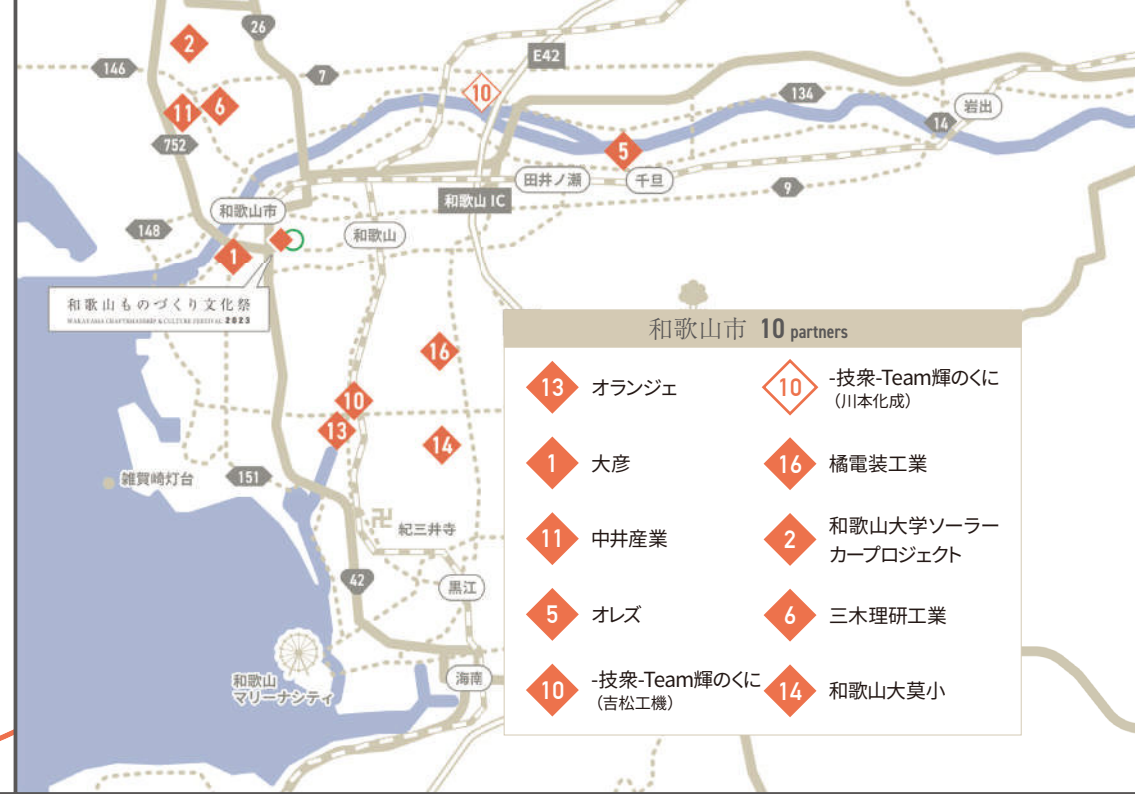 26
2
E42
146
7
10
134
岩出
11
6
14
752
5
田井ノ瀬
千旦
和歌山 IC
9
和歌山市
148
和歌山
1
和歌山ものづくり文化祭
WAKAYAMA CRAFTSMANSHIP & CULTURE FESTIVAL 2023
16
10
13
14
雑賀崎灯台
151
卍
紀三井寺
42
黒江
海南
和歌山
マリーナシティ
和歌山市 10 partners
13 オランジェ
10 -技衆-Team輝のくに
（川本化成）
1 大彦
16 橘電装工業
11 中井産業
2 和歌山大学ソーラー
カープロジェクト
5 オレズ
6 三木理研工業
10 -技衆-Team輝のくに
（吉松工機）
14 和歌山大莫小